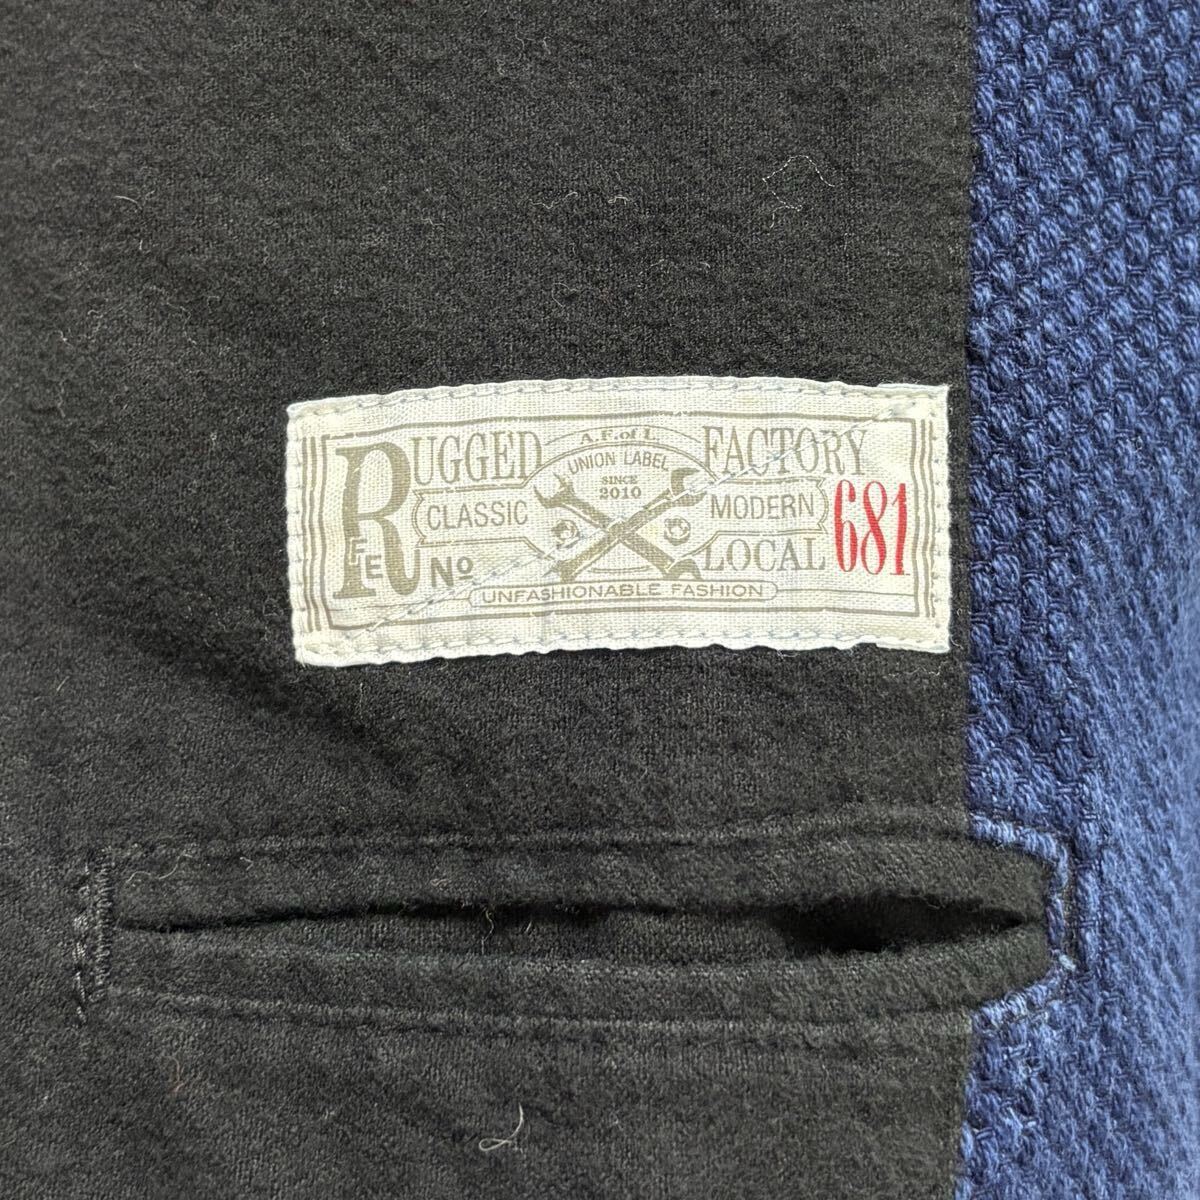 RUGGED FACTORY
A.F. of L.
UNION LABEL
SINCE
2010
CLASSIC MODERN
FE No LOCAL 681
UNFASHIONABLE FASHION